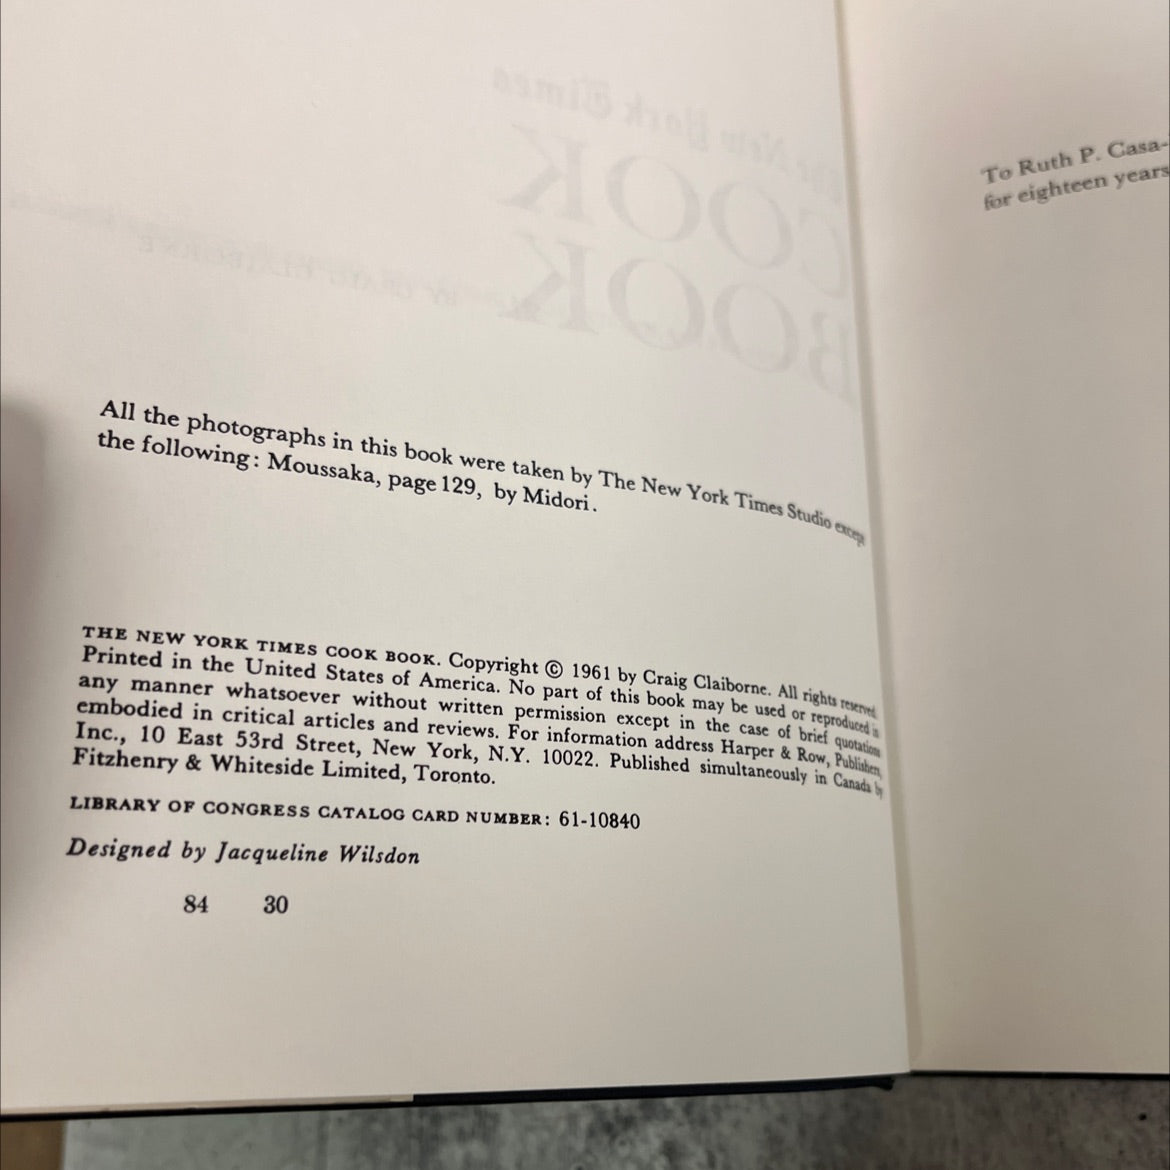 All the photographs in this book were taken by The New York Times Studio except
the following: Moussaka, page 129, by Midori.
THE NEW YORK TIMES COOK BOOK. Copyright © 1961 by Craig Claiborne. All rights reserved.
Printed in the United States of America. No part of this book may be used or reproduced in
any manner whatsoever without written permission except in the case of brief quotations
embodied in critical articles and reviews. For information address Harper & Row, Publishers,
Inc., 10 East 53rd Street, New York, N.Y. 10022. Published simultaneously in Canada by
Fitzhenry & Whiteside Limited, Toronto.
LIBRARY OF CONGRESS CATALOG CARD NUMBER: 61-10840
Designed by Jacqueline Wilsdon
84 30
To Ruth P. Casa-
for eighteen years